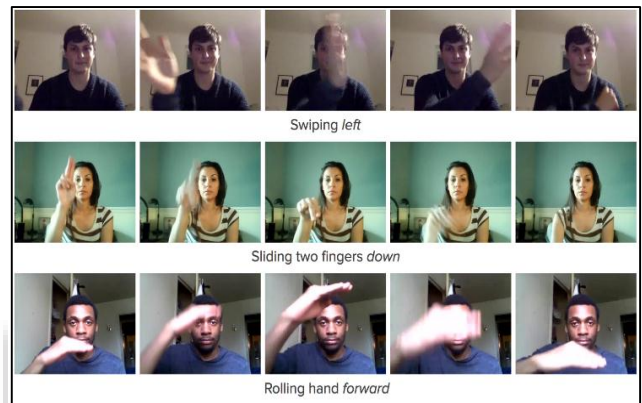 Swiping left
Sliding two fingers down
Rolling hand forward